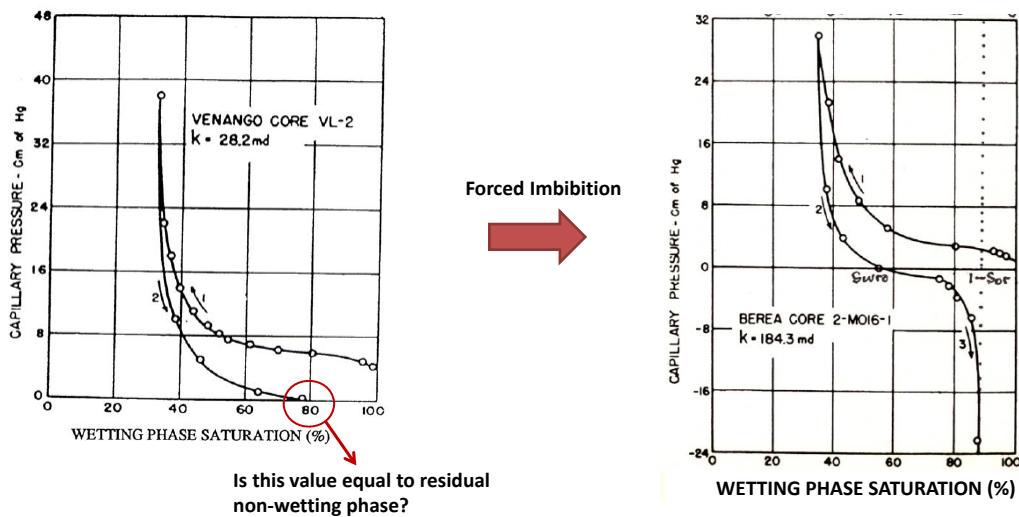 48
40
32
24
16
8
0
CAPILLARY PRESSURE - Cm of Hg
VENANGO CORE VL-2
k = 28.2 md
2
1
0 20 40 60 80 100
WETTING PHASE SATURATION (%)
Is this value equal to residual
non-wetting phase?
Forced Imbibition
32
24
16
8
0
-8
-16
-24
CAPILLARY PRESSURE - Cm of Hg
1
2
1-Sor
BEREA CORE 2-MO16-1
k = 184.3 md
3
0 20 40 60 80 100
WETTING PHASE SATURATION (%)